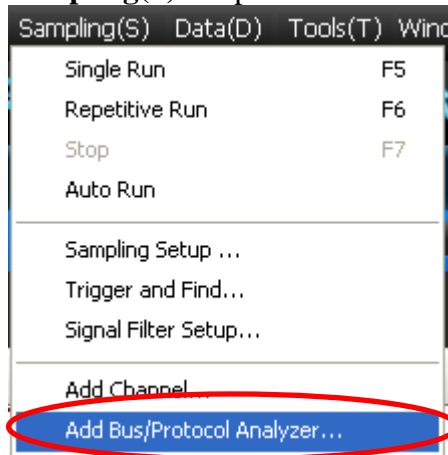 Sampling(S) Data(D) Tools(T) Wind
Single Run F5
Repetitive Run F6
Stop F7
Auto Run
Sampling Setup ...
Trigger and Find...
Signal Filter Setup...
Add Channel...
Add Bus/Protocol Analyzer...